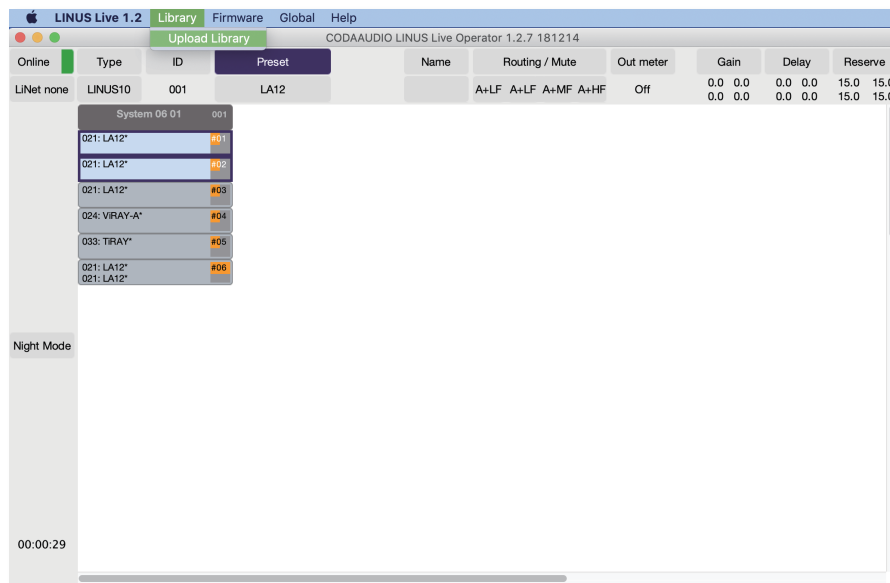 LINUS Live 1.2 Library Firmware Global Help
Upload Library
CODAAUDIO LINUS Live Operator 1.2.7 181214
Online Type ID Preset Name Routing / Mute Out meter Gain Delay Reserve
LiNet none LINUS10 001 LA12 A+LF A+LF A+MF A+HF Off
0.0 0.0 0.0 0.0 15.0 15.0
0.0 0.0 0.0 0.0 15.0 15.0
System 06 01 001
021: LA12* #01
021: LA12* #02
021: LA12* #03
024: ViRAY-A* #04
033: TiRAY* #05
021: LA12* #06
021: LA12*
Night Mode
00:00:29